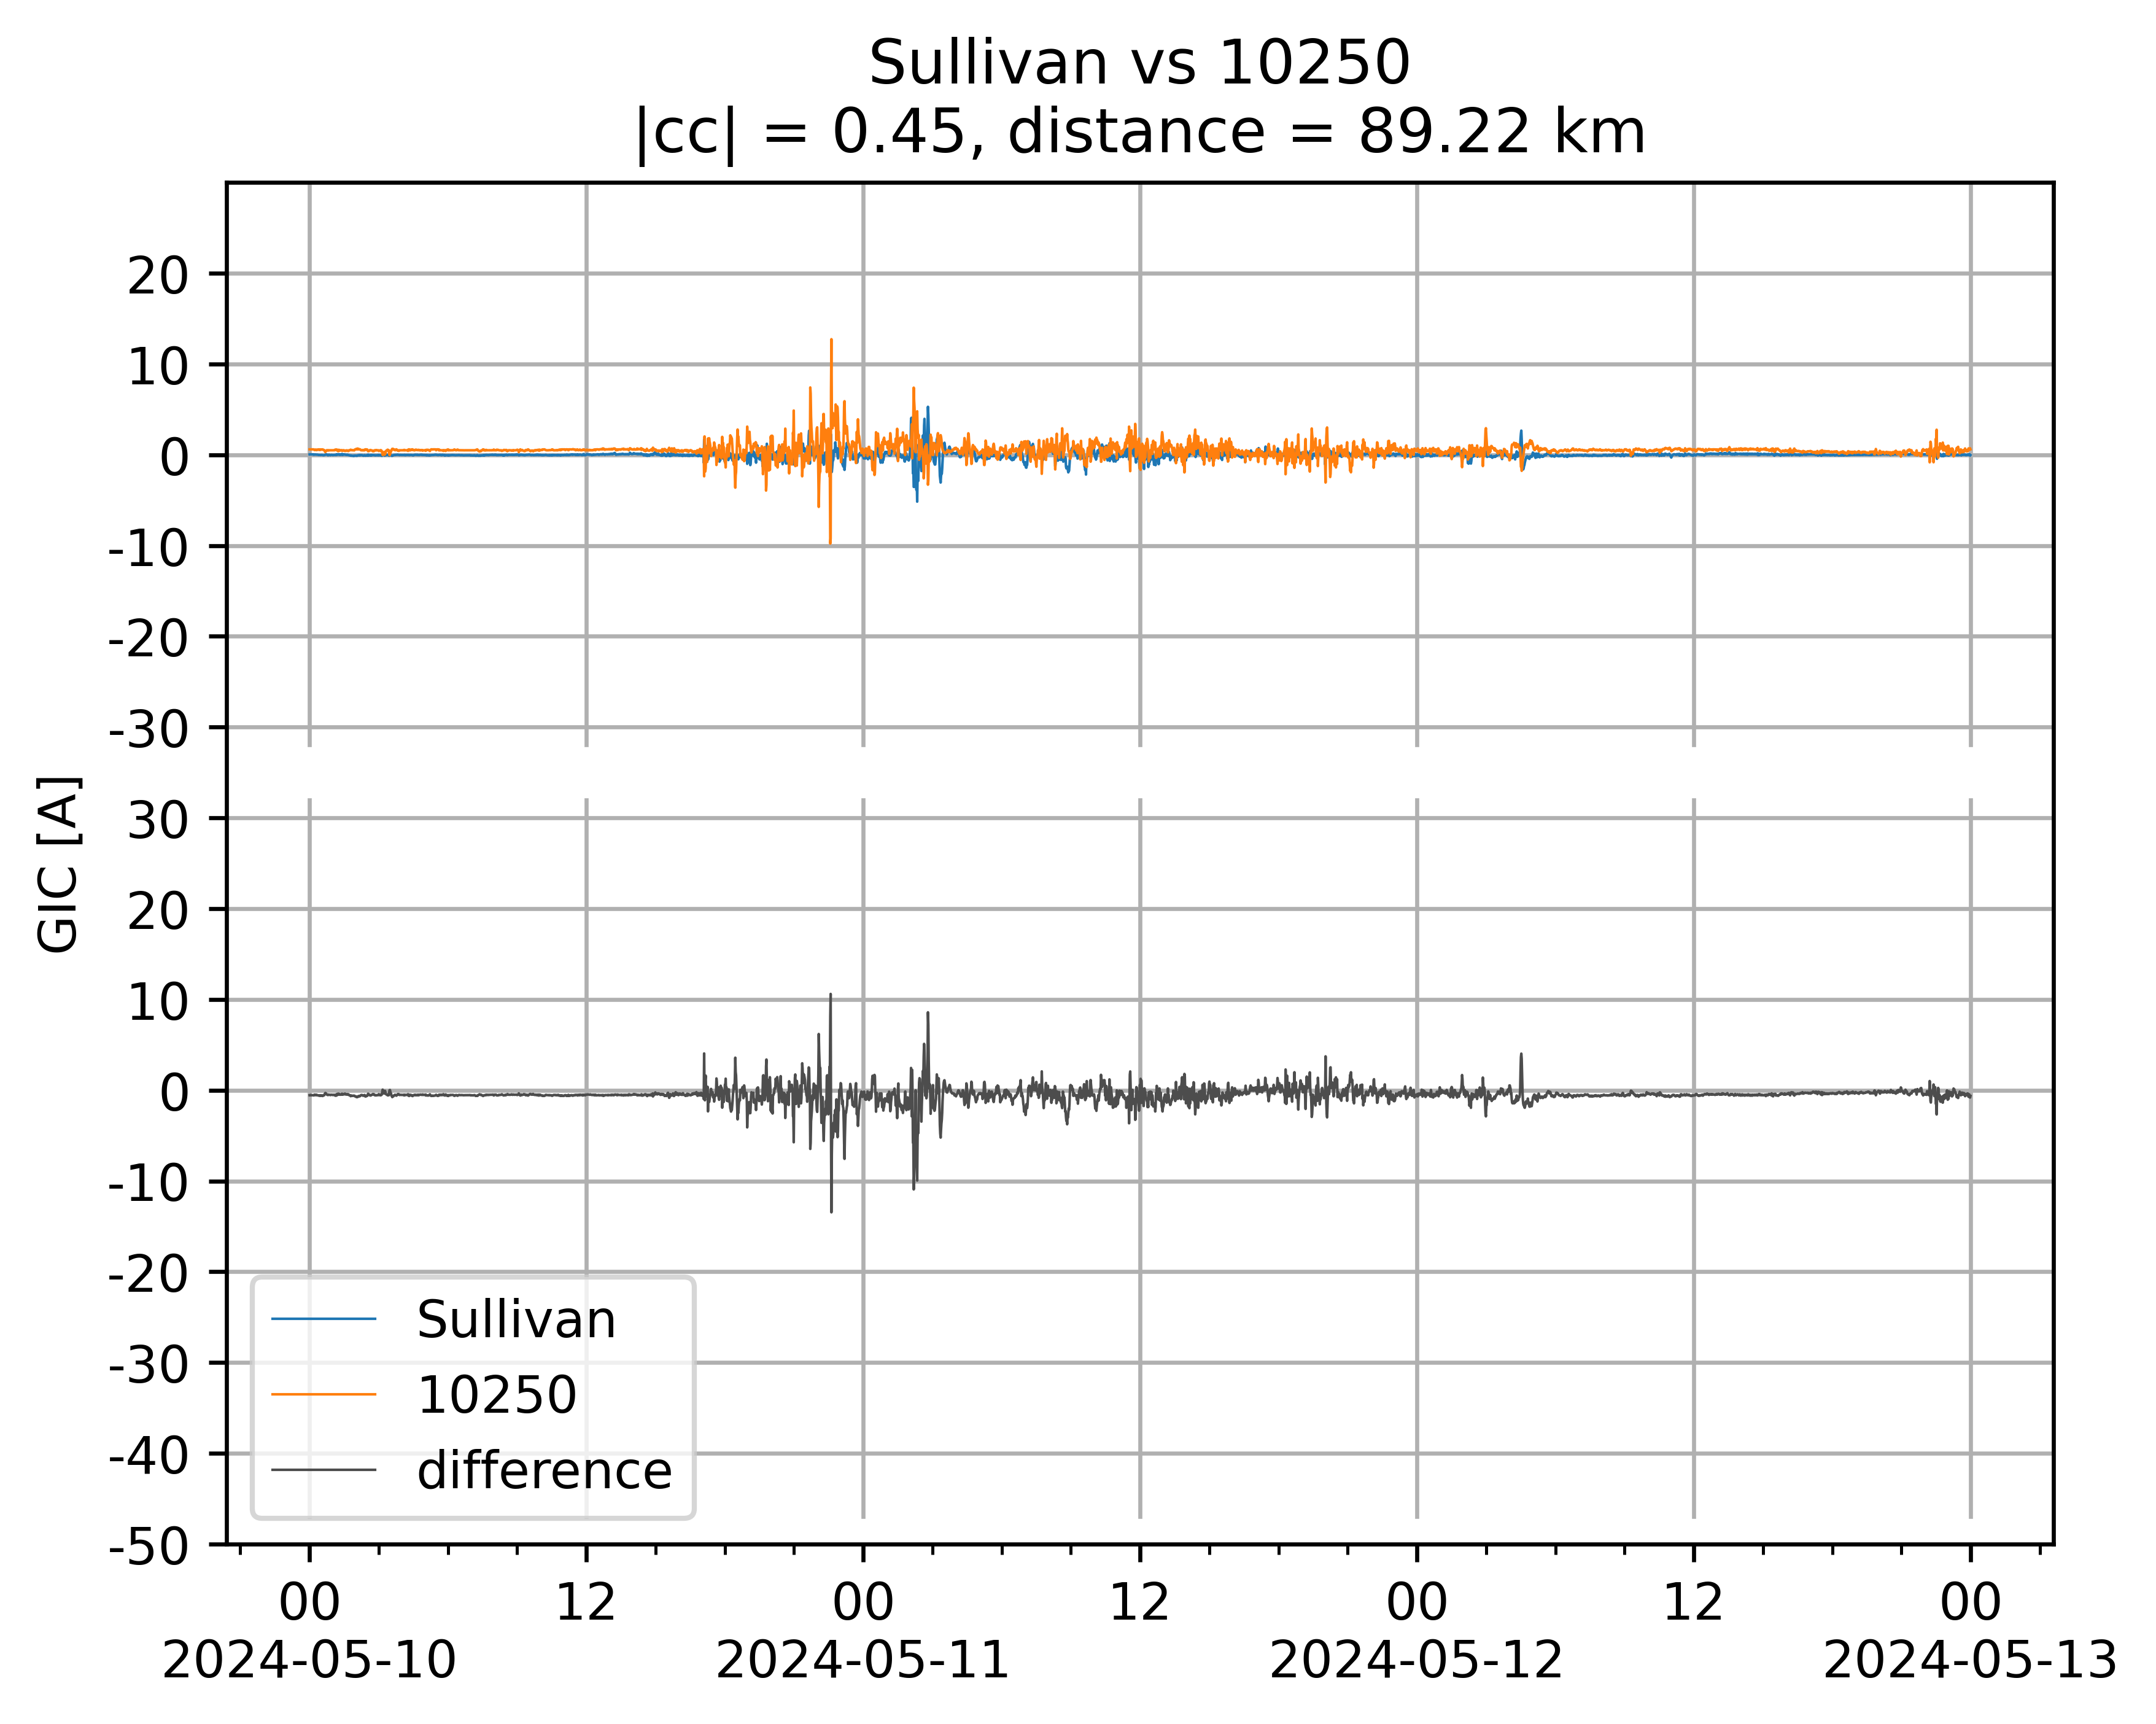 Sullivan vs 10250
|cc| = 0.45, distance = 89.22 km
GIC [A]
20
10
0
-10
-20
-30
30
20
10
0
-10
-20
-30
-40
-50
Sullivan
10250
difference
00 12 00 12 00 12 00
2024-05-10 2024-05-11 2024-05-12 2024-05-13